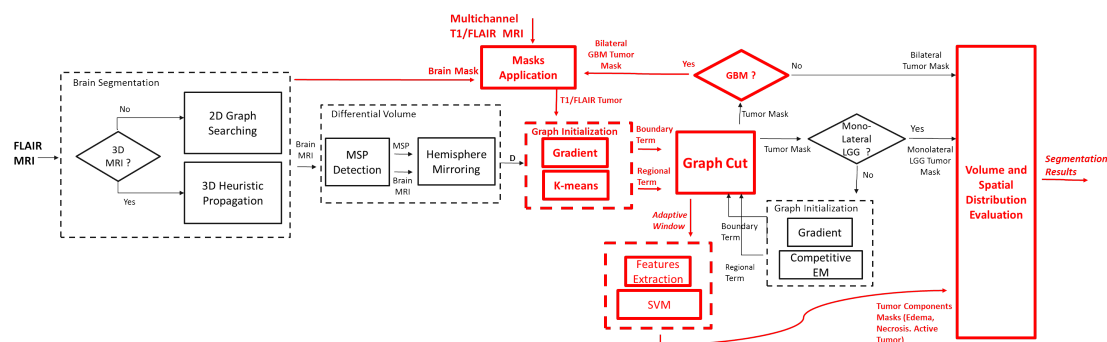 Multichannel
T1/FLAIR MRI
Brain Segmentation
No
FLAIR
MRI
3D
MRI ?
Yes
2D Graph
Searching
3D Heuristic
Propagation
Brain
MRI
Brain Mask
Masks
Application
T1/FLAIR Tumor
Differential Volume
MSP
Detection
MSP
Brain
MRI
Hemisphere
Mirroring
D
Graph Initialization
Gradient
K-means
Boundary
Term
Regional
Term
Bilateral
GBM Tumor
Mask
Yes
GBM ?
No
Bilateral
Tumor Mask
Tumor Mask
Graph Cut
Tumor Mask
Mono-
Lateral
LGG ?
Yes
Monolateral
LGG Tumor
Mask
No
Graph Initialization
Gradient
Competitive
EM
Boundary
Term
Regional
Term
Adaptive
Window
Features
Extraction
SVM
Tumor Components
Masks (Edema,
Necrosis. Active
Tumor)
Volume and
Spatial
Distribution
Evaluation
Segmentation
Results